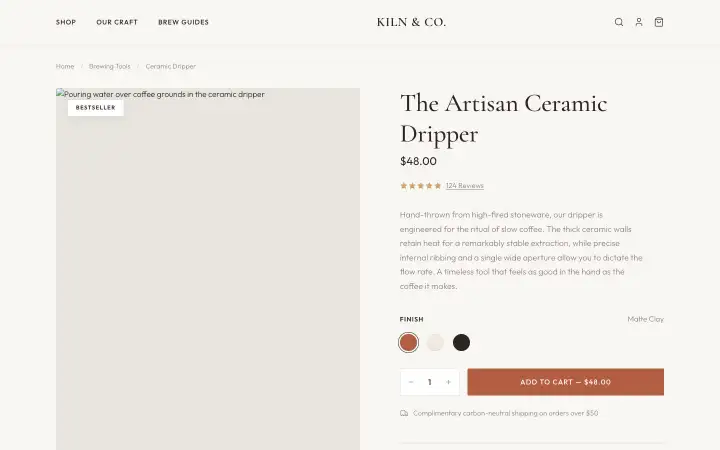 SHOP
OUR CRAFT
BREW GUIDES
KILN & CO.
Home / Brewing Tools / Ceramic Dripper
Pouring water over coffee grounds in the ceramic dripper
BESTSELLER
The Artisan Ceramic
Dripper
$48.00
124 Reviews
Hand-thrown from high-fired stoneware, our dripper is
engineered for the ritual of slow coffee. The thick ceramic walls
retain heat for a remarkably stable extraction, while precise
internal ribbing and a single wide aperture allow you to dictate the
flow rate. A timeless tool that feels as good in the hand as the
coffee it makes.
FINISH
Matte Clay
− 1 +
ADD TO CART — $48.00
Complimentary carbon-neutral shipping on orders over $50